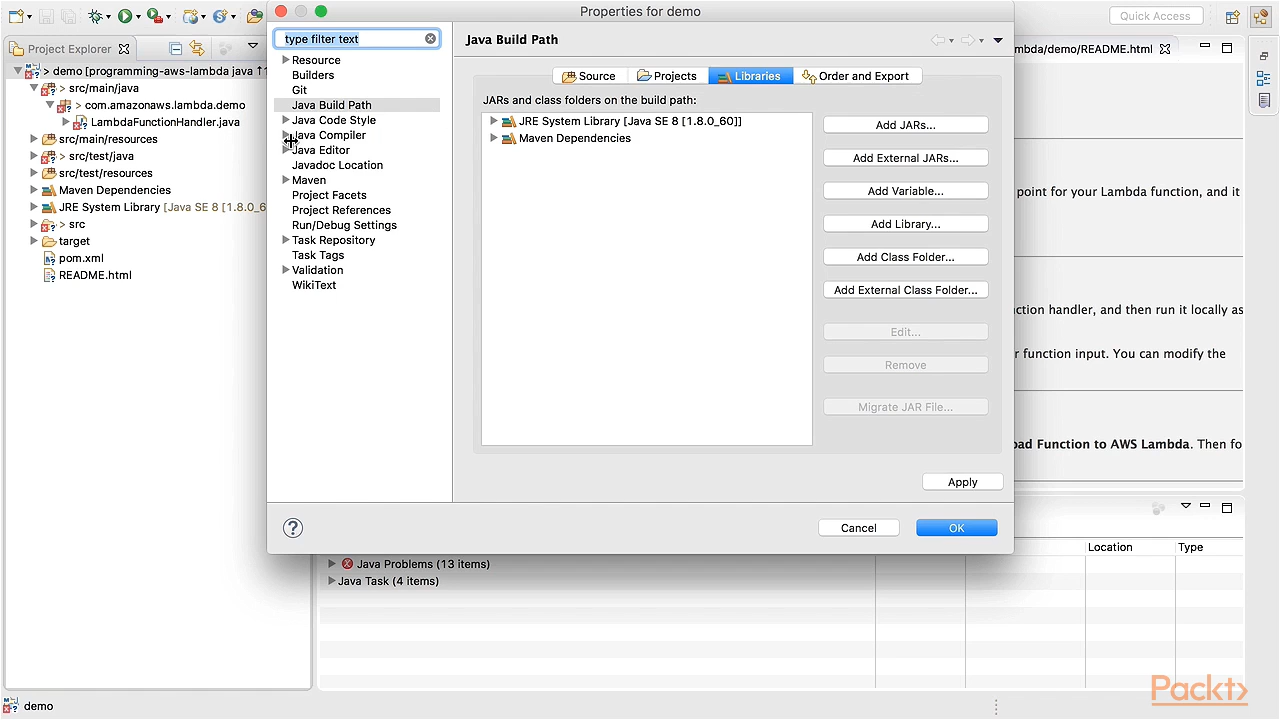 Properties for demo
Quick Access
Project Explorer
type filter text
Java Build Path
mbda/demo/README.html
> demo [programming-aws-lambda java ↑1
> src/main/java
> com.amazonaws.lambda.demo
LambdaFunctionHandler.java
src/main/resources
> src/test/java
src/test/resources
Maven Dependencies
JRE System Library [Java SE 8 [1.8.0_6
> src
target
pom.xml
README.html
Resource
Builders
Git
Java Build Path
Java Code Style
Java Compiler
Java Editor
Javadoc Location
Maven
Project Facets
Project References
Run/Debug Settings
Task Repository
Task Tags
Validation
WikiText
Source
Projects
Libraries
Order and Export
JARs and class folders on the build path:
JRE System Library [Java SE 8 [1.8.0_60]]
Maven Dependencies
Add JARs...
Add External JARs...
Add Variable...
Add Library...
Add Class Folder...
Add External Class Folder...
Edit...
Remove
Migrate JAR File...
Apply
?
Cancel
OK
point for your Lambda function, and it
ction handler, and then run it locally as
r function input. You can modify the
oad Function to AWS Lambda. Then fo
Location
Type
Java Problems (13 items)
Java Task (4 items)
Packt>
demo